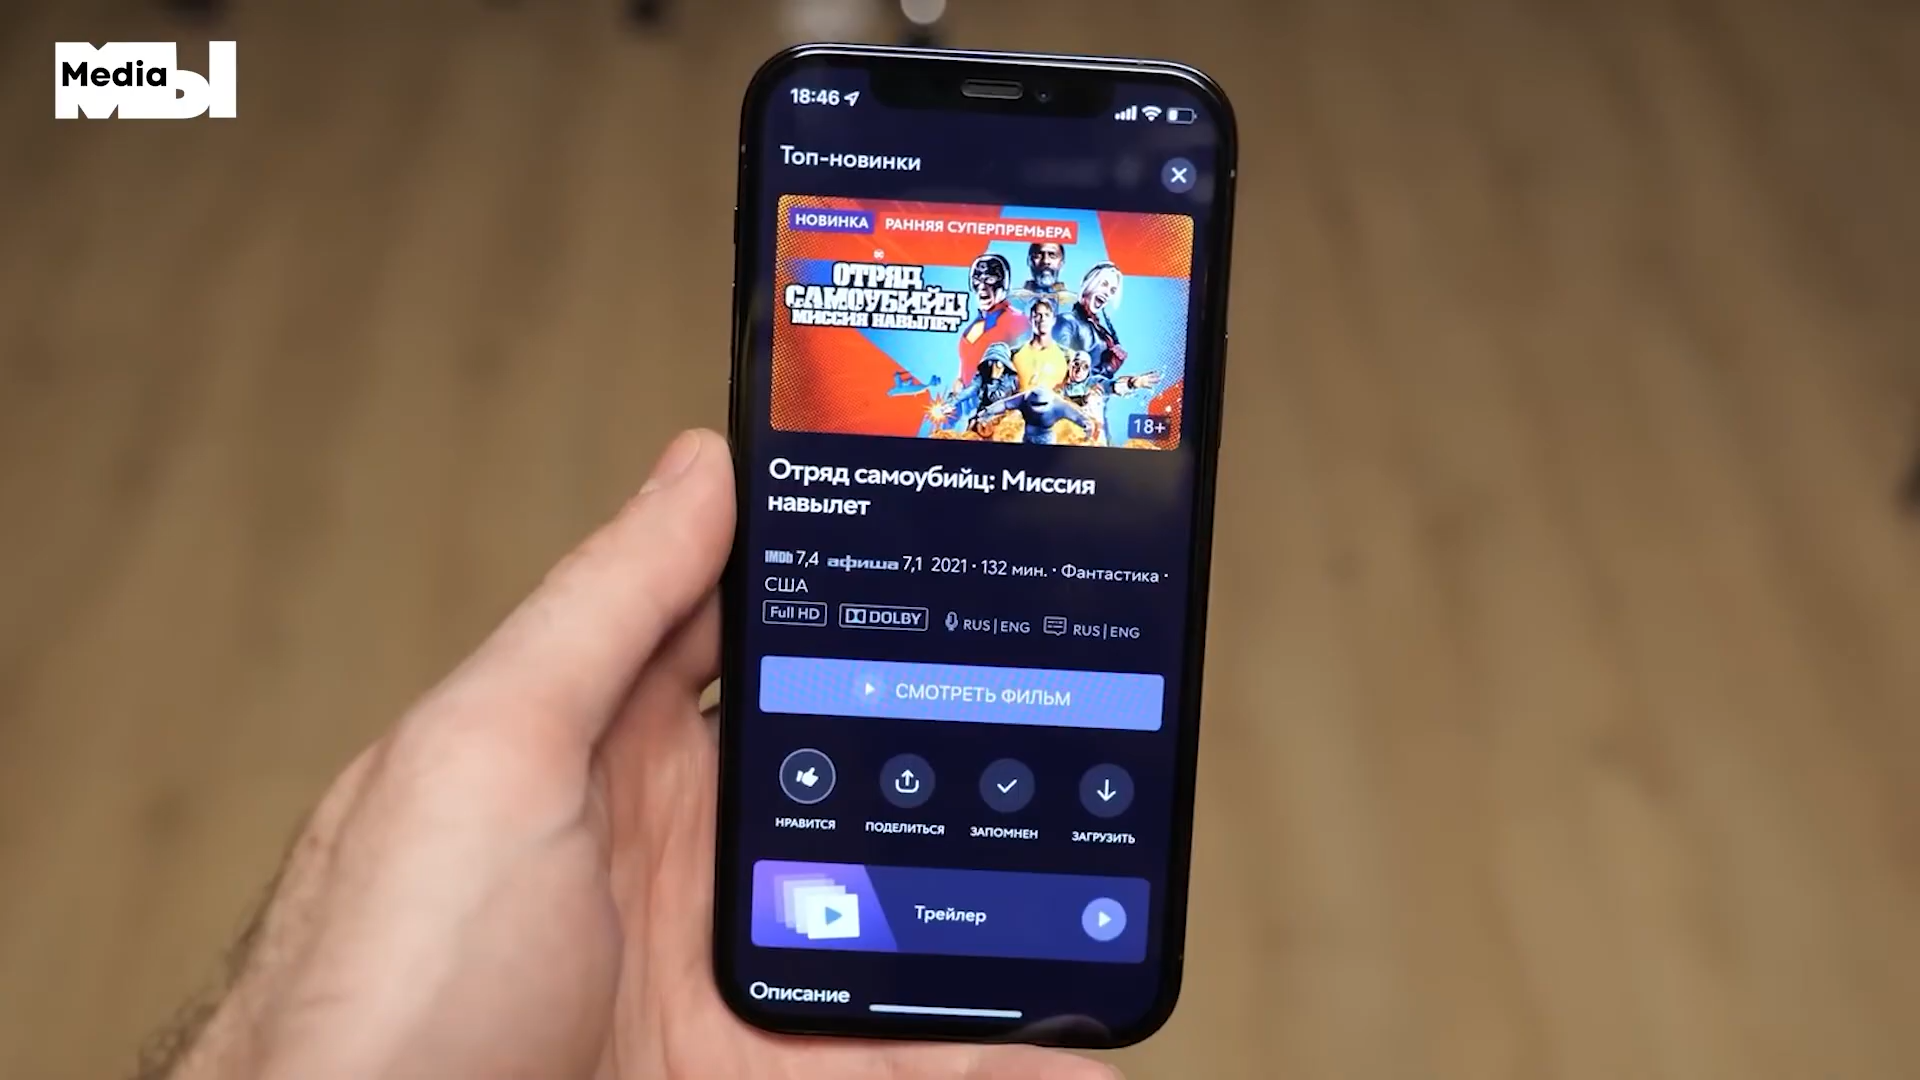 Media
МЫ
18:46
Топ-новинки
НОВИНКА РАННЯЯ СУПЕРПРЕМЬЕРА
DC
ОТРЯД
САМОУБИЙЦ
МИССИЯ НАВЫЛЕТ
18+
Отряд самоубийц: Миссия
навылет
IMDb 7,4 афиша 7,1 2021 · 132 мин. · Фантастика ·
США
Full HD DOLBY RUS|ENG RUS|ENG
СМОТРЕТЬ ФИЛЬМ
НРАВИТСЯ ПОДЕЛИТЬСЯ ЗАПОМНЕН ЗАГРУЗИТЬ
Трейлер
Описание